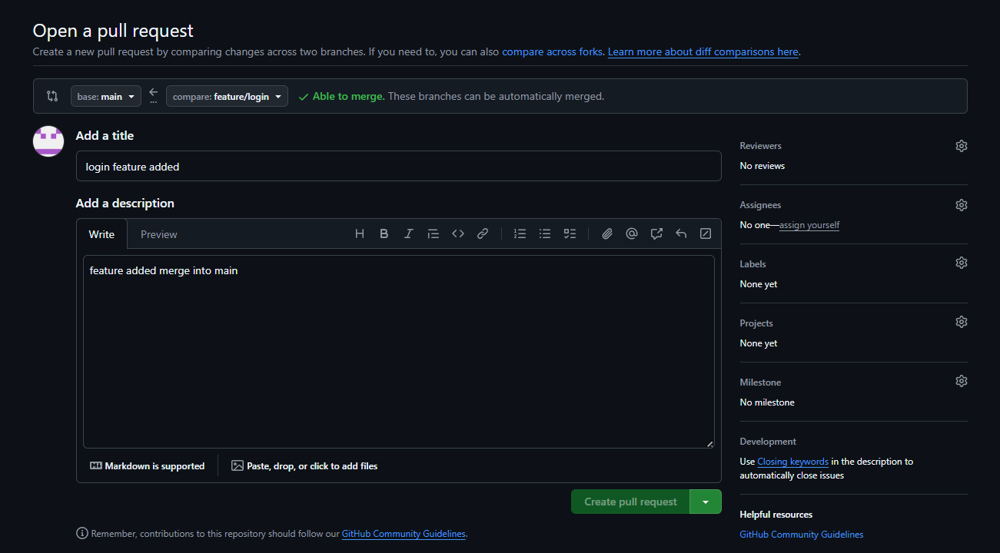 Open a pull request
Create a new pull request by comparing changes across two branches. If you need to, you can also compare across forks. Learn more about diff comparisons here.
base: main
...
compare: feature/login
Able to merge. These branches can be automatically merged.
Add a title
login feature added
Add a description
Write
Preview
feature added merge into main
Markdown is supported
Paste, drop, or click to add files
Create pull request
Remember, contributions to this repository should follow our GitHub Community Guidelines.
Reviewers
No reviews
Assignees
No one—assign yourself
Labels
None yet
Projects
None yet
Milestone
No milestone
Development
Use Closing keywords in the description to
automatically close issues
Helpful resources
GitHub Community Guidelines